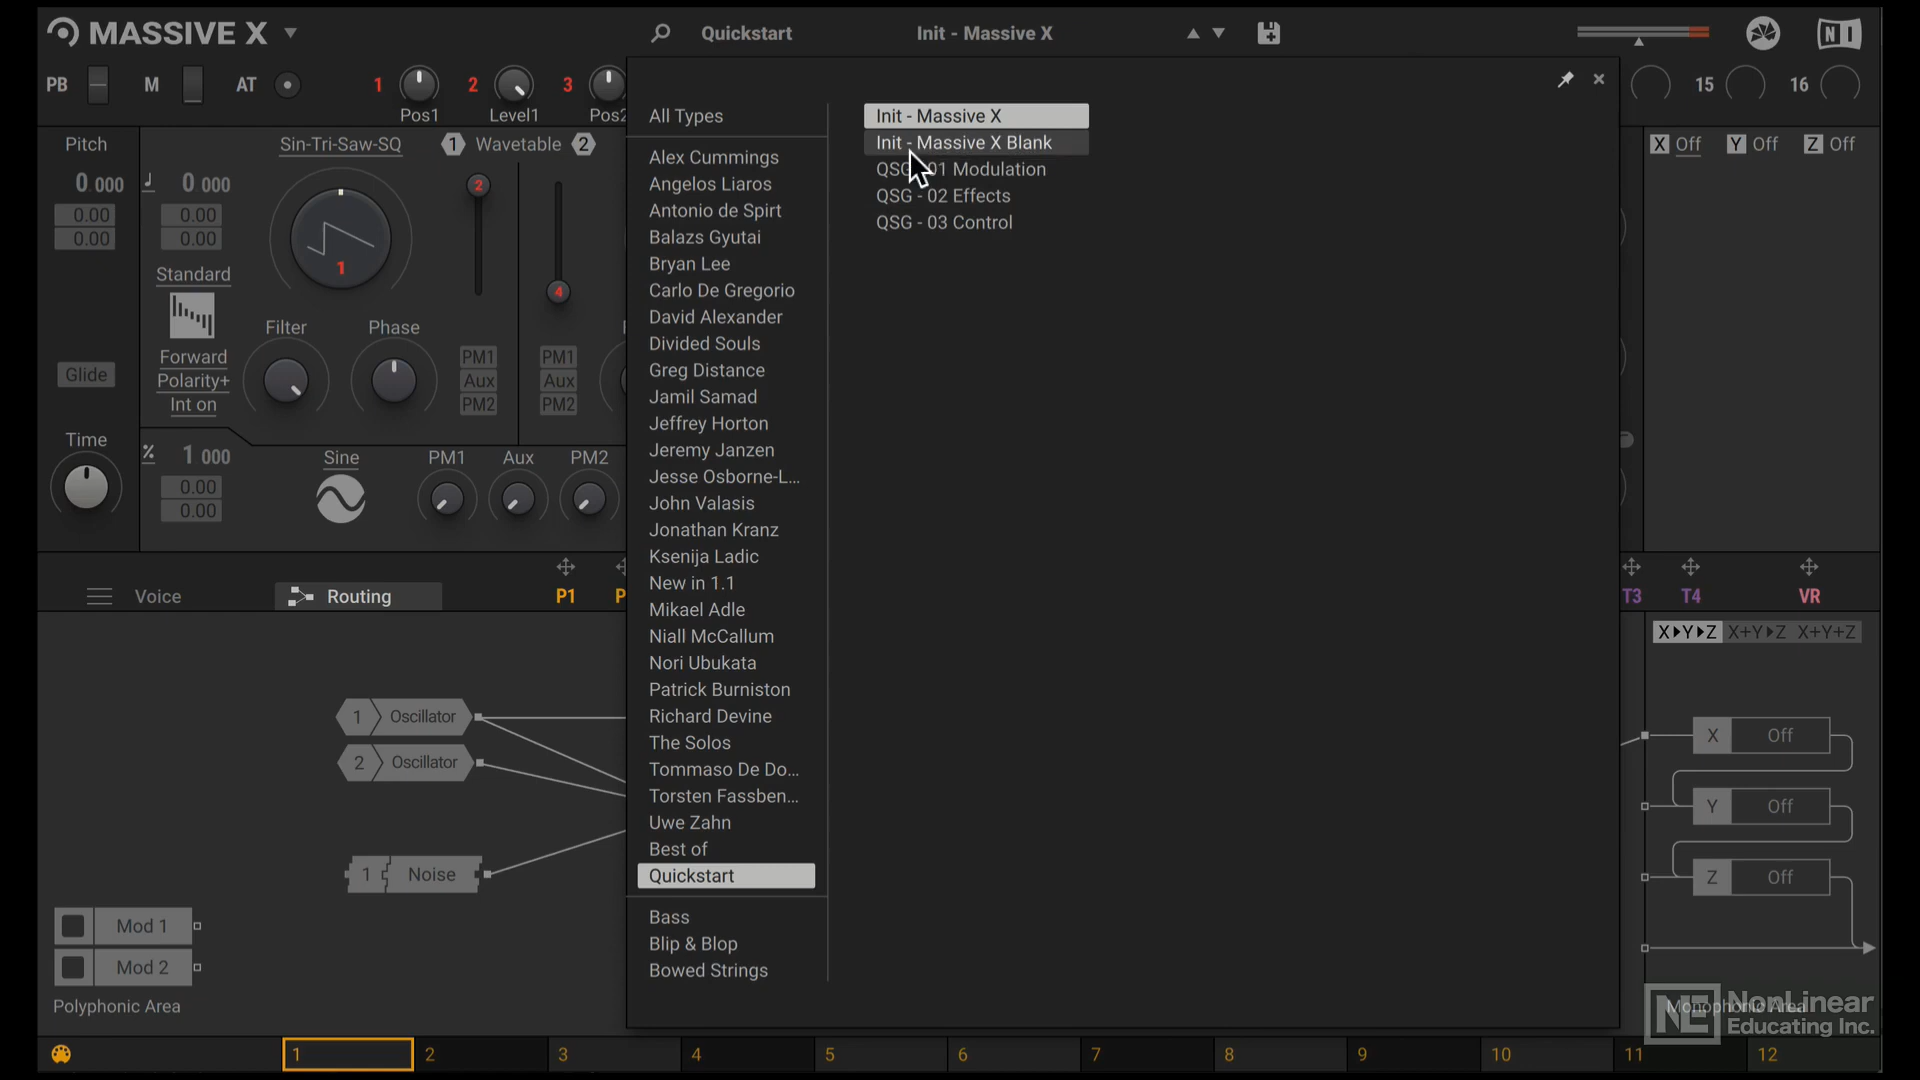 MASSIVE X
Quickstart
Init - Massive X
NI
PB
M
AT
1
Pos1
2
Level1
3
Pos2
15
16
Pitch
0.000
0.00
0.00
Glide
Time
0.000
0.00
0.00
Sin-Tri-Saw-SQ
1 Wavetable 2
1
2
4
Standard
Forward
Polarity+
Int on
Filter
Phase
PM1
Aux
PM2
PM1
Aux
PM2
%
1.000
0.00
0.00
Sine
PM1
Aux
PM2
All Types
Alex Cummings
Angelos Liaros
Antonio de Spirt
Balazs Gyutai
Bryan Lee
Carlo De Gregorio
David Alexander
Divided Souls
Greg Distance
Jamil Samad
Jeffrey Horton
Jeremy Janzen
Jesse Osborne-L...
John Valasis
Jonathan Kranz
Ksenija Ladic
New in 1.1
Mikael Adle
Niall McCallum
Nori Ubukata
Patrick Burniston
Richard Devine
The Solos
Tommaso De Do...
Torsten Fassben...
Uwe Zahn
Best of
Quickstart
Bass
Blip & Blop
Bowed Strings
Init - Massive X
Init - Massive X Blank
QSG - 01 Modulation
QSG - 02 Effects
QSG - 03 Control
X Off
Y Off
Z Off
Voice
Routing
P1
P
T3
T4
VR
1 Oscillator
2 Oscillator
1 Noise
Mod 1
Mod 2
Polyphonic Area
X▸Y▸Z X+Y▸Z X+Y+Z
X Off
Y Off
Z Off
Monophonic Area
NE NonLinear
Educating Inc.
1 2 3 4 5 6 7 8 9 10 11 12